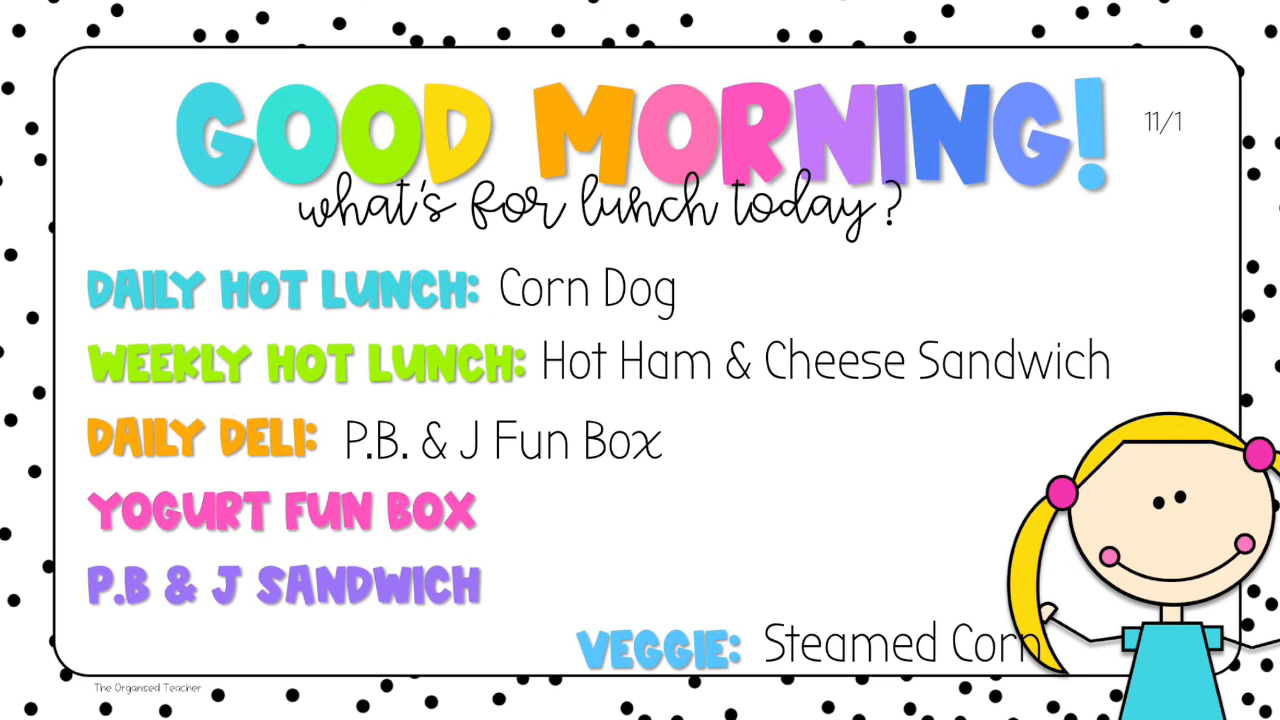 GOOD MORNING!
11/1
what's for lunch today?
DAILY HOT LUNCH: Corn Dog
WEEKLY HOT LUNCH: Hot Ham & Cheese Sandwich
DAILY DELI: P.B. & J Fun Box
YOGURT FUN BOX
P.B & J SANDWICH
VEGGIE: Steamed Corn
The Organised Teacher